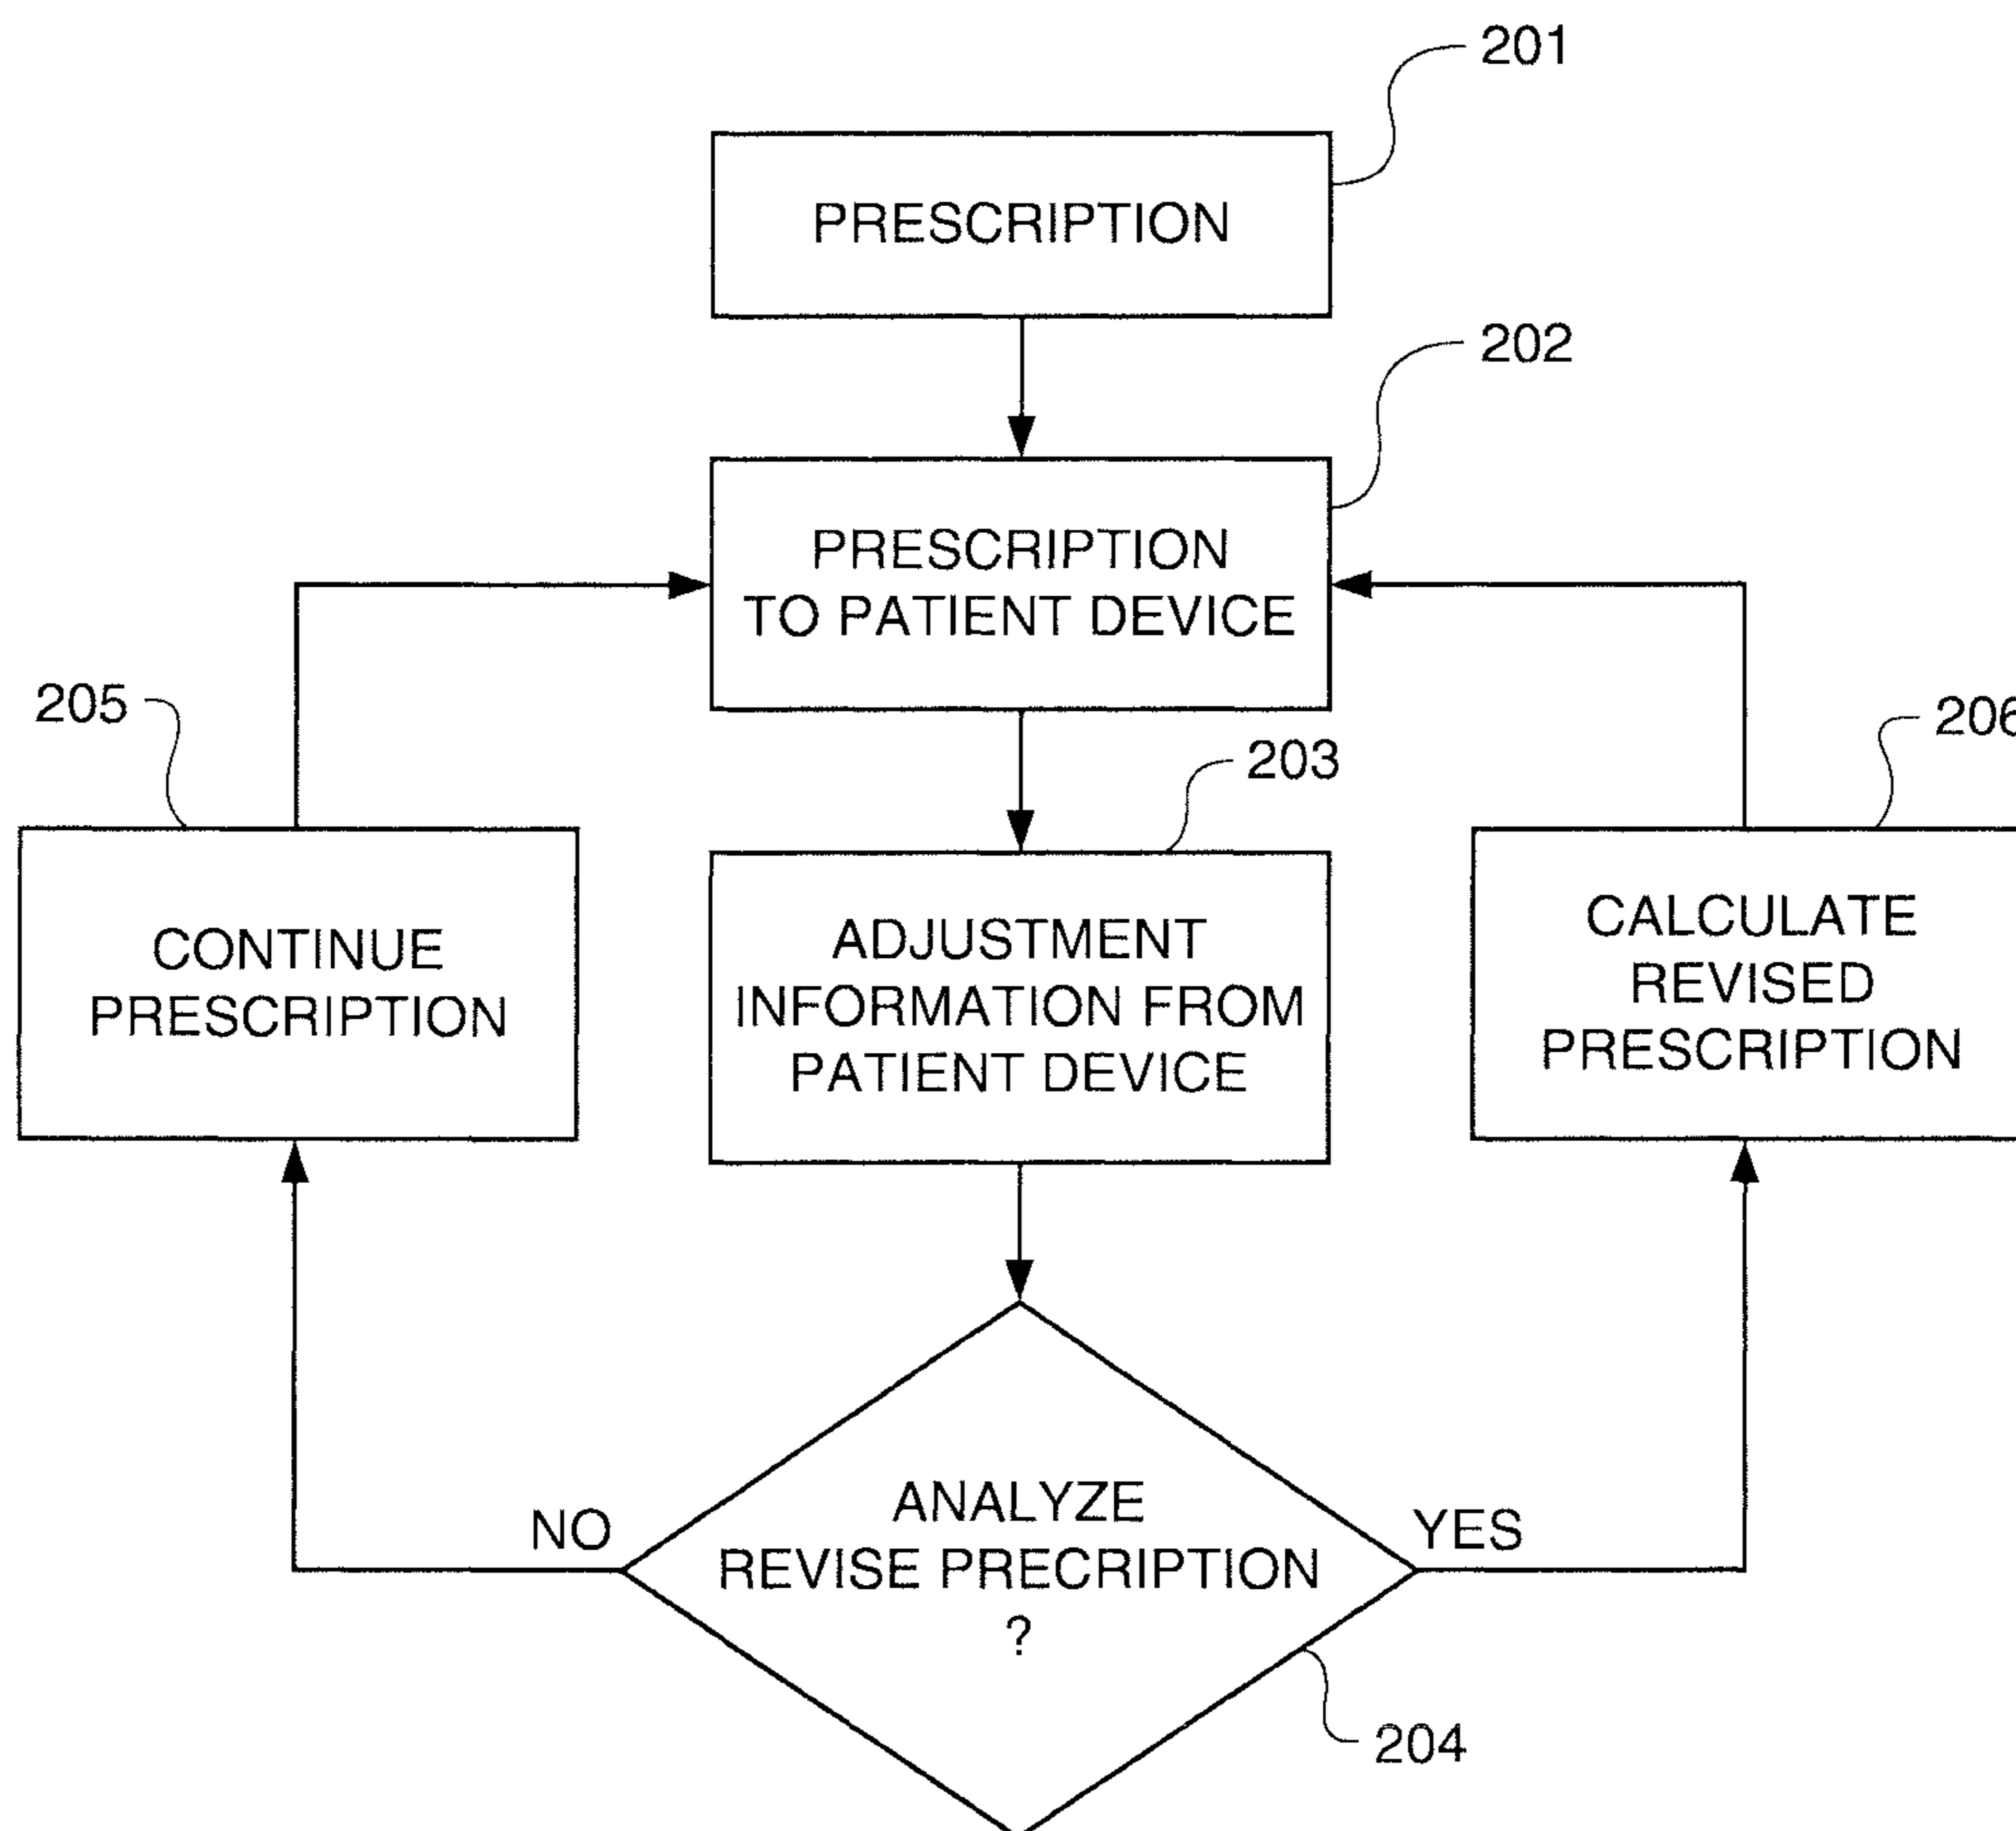 201
PRESCRIPTION
202
PRESCRIPTION
TO PATIENT DEVICE
205
203
206
CONTINUE
PRESCRIPTION
ADJUSTMENT
INFORMATION FROM
PATIENT DEVICE
CALCULATE
REVISED
PRESCRIPTION
NO
YES
ANALYZE
REVISE PRECRIPTION
?
204